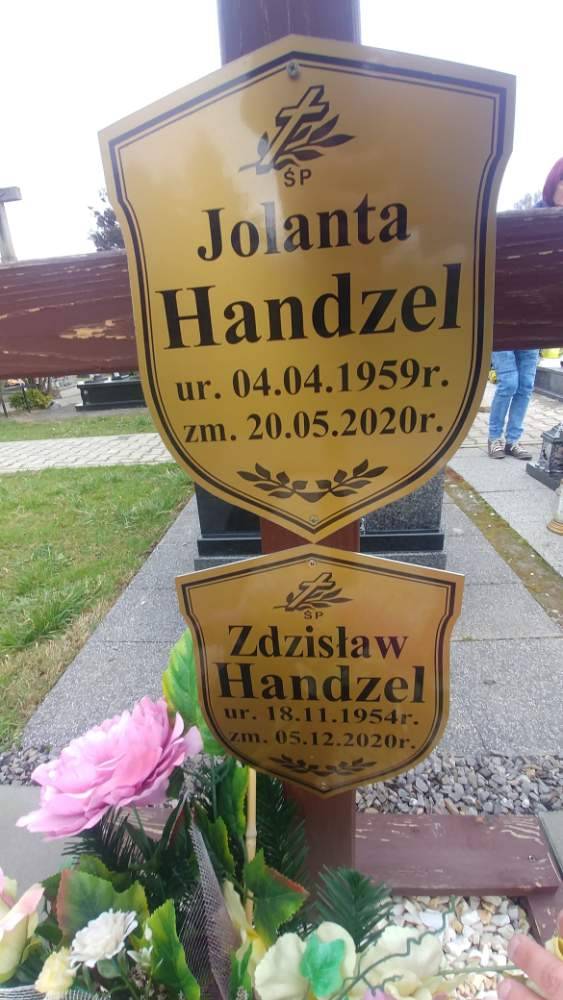 ŚP
Jolanta
Handzel
ur. 04.04.1959r.
zm. 20.05.2020r.
ŚP
Zdzisław
Handzel
ur. 18.11.1954r.
zm. 05.12.2020r.